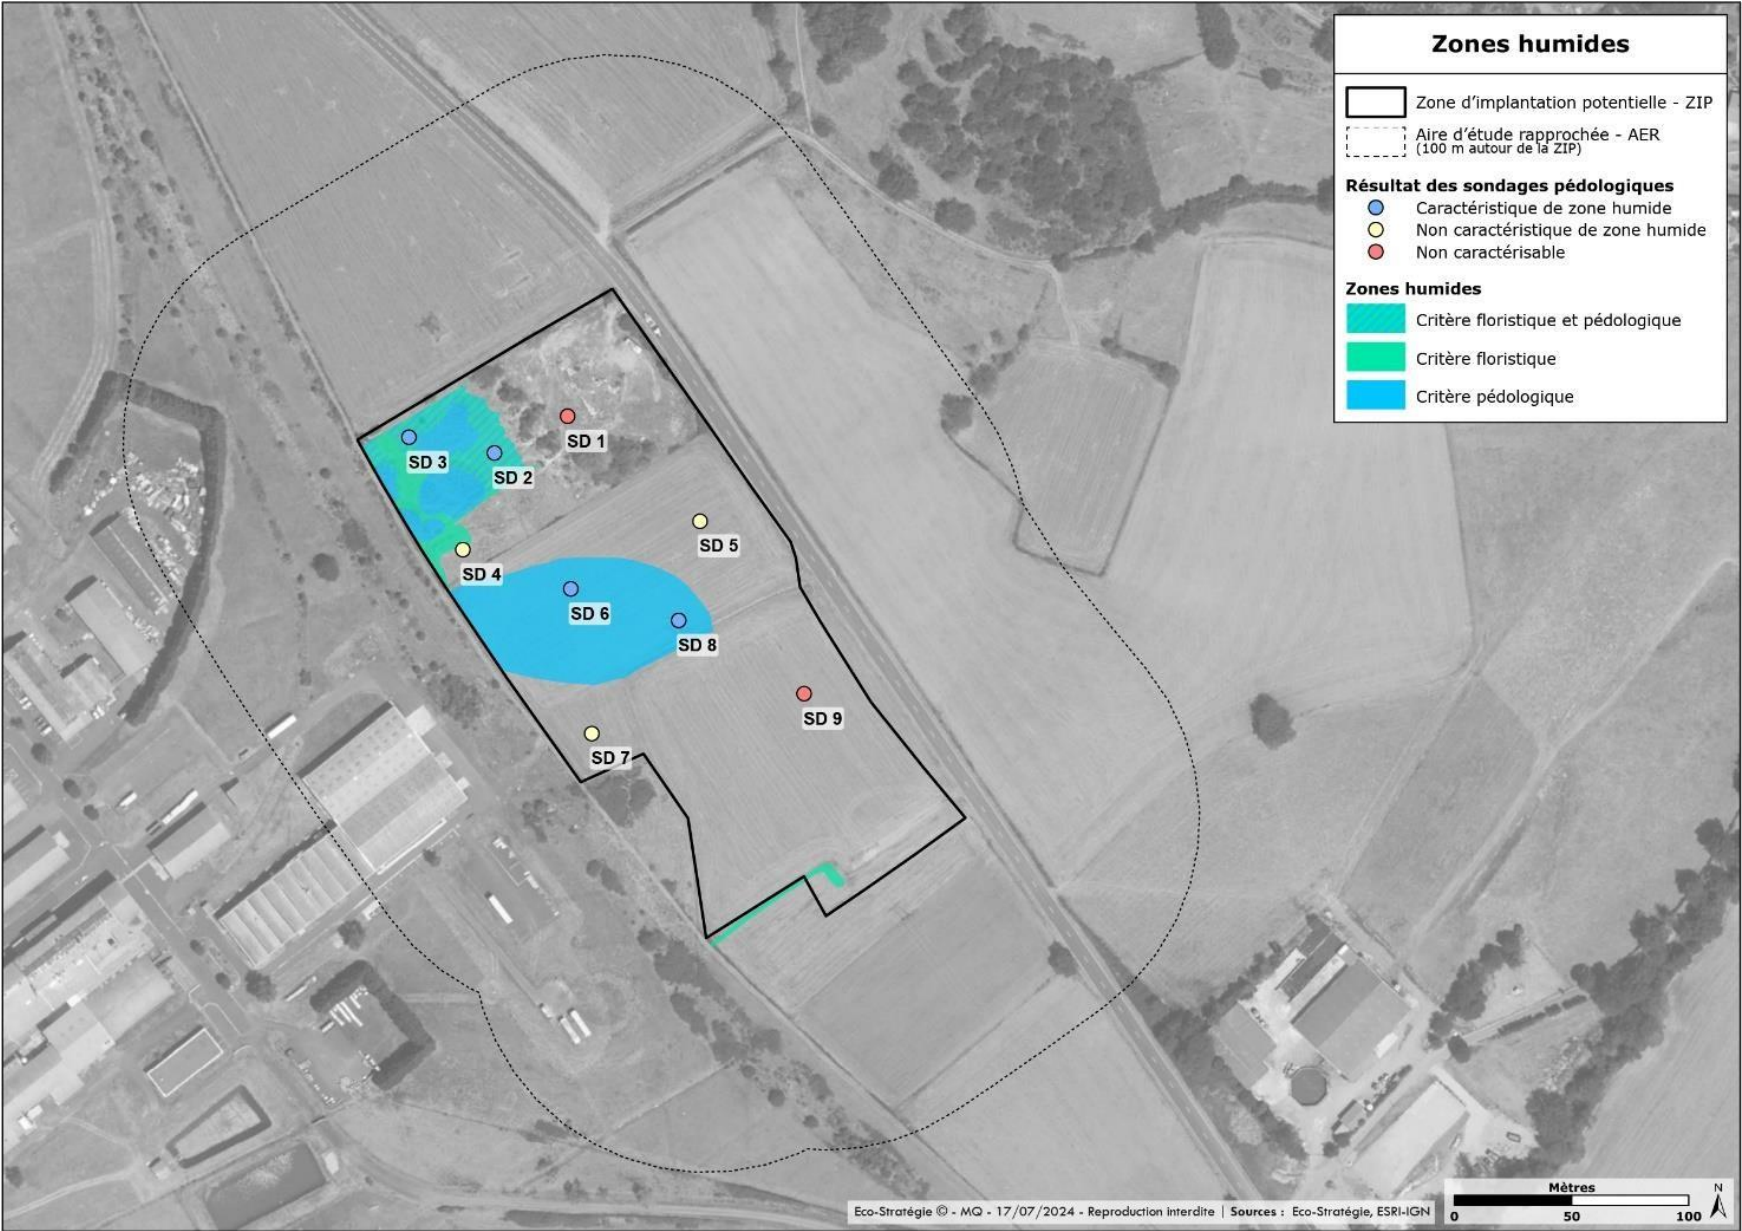 Zones humides
Zone d'implantation potentielle - ZIP
Aire d'étude rapprochée - AER
(100 m autour de la ZIP)
Résultat des sondages pédologiques
Caractéristique de zone humide
Non caractéristique de zone humide
Non caractérisable
Zones humides
Critère floristique et pédologique
Critère floristique
Critère pédologique
SD 1
SD 3
SD 2
SD 5
SD 4
SD 6
SD 8
SD 9
SD 7
Eco-Stratégie © - MQ - 17/07/2024 - Reproduction interdite | Sources : Eco-Stratégie, ESRI-IGN
Mètres
N
0 50 100